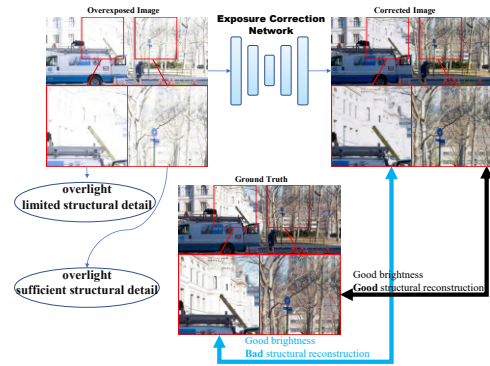 Overexposed Image
Exposure Correction
Network
Corrected Image
overlight
limited structural detail
Ground Truth
overlight
sufficient structural detail
Good brightness
Good structural reconstruction
Good brightness
Bad structural reconstruction